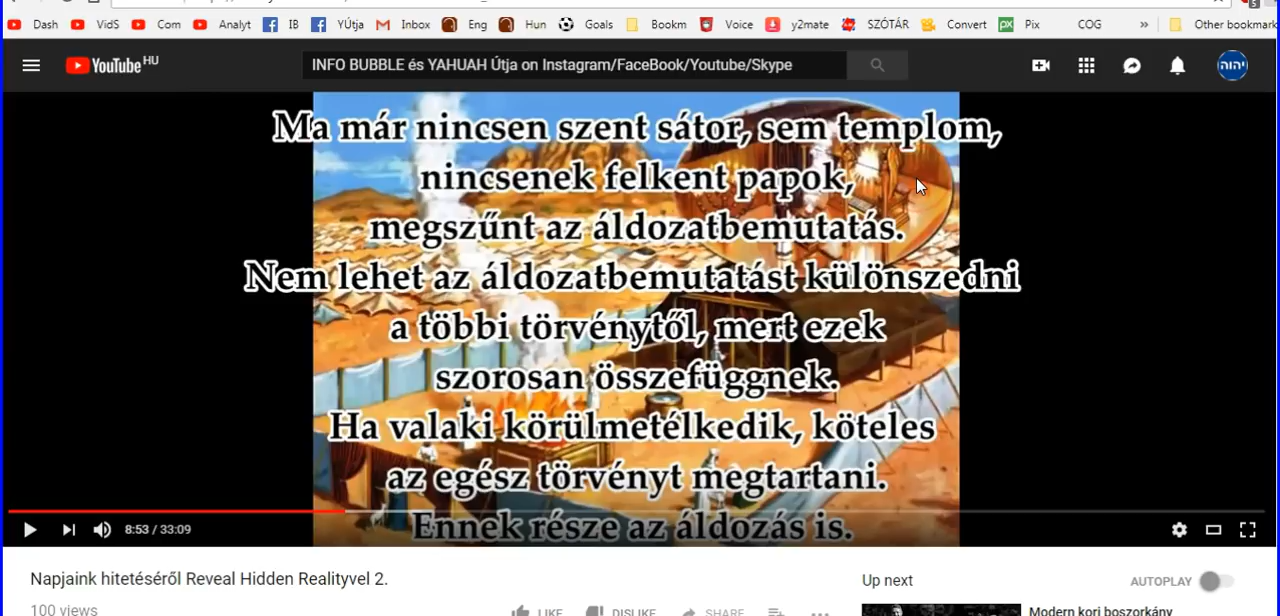 Dash VidS Com Analyt IB YÚtja Inbox Eng Hun Goals Bookm Voice y2mate SZÓTÁR Convert Pix COG » Other bookmark
YouTube HU INFO BUBBLE és YAHUAH Útja on Instagram/FaceBook/Youtube/Skype יהוה
Ma már nincsen szent sátor, sem templom,
nincsenek felkent papok,
megszűnt az áldozatbemutatás.
Nem lehet az áldozatbemutatást különszedni
a többi törvénytől, mert ezek
szorosan összefüggnek.
Ha valaki körülmetélkedik, köteles
az egész törvényt megtartani.
Ennek része az áldozás is.
8:53 / 33:09
Napjaink hitetéséről Reveal Hidden Realityvel 2.
100 views
LIKE DISLIKE SHARE
Up next AUTOPLAY
Modern kori boszorkány